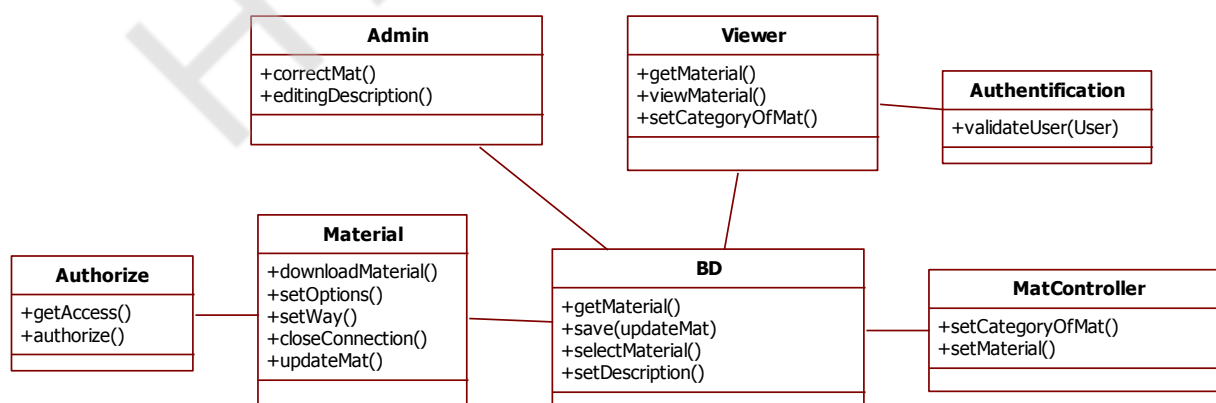 Admin
+correctMat()
+editingDescription()
Viewer
+getMaterial()
+viewMaterial()
+setCategoryOfMat()
Authentification
+validateUser(User)
Authorize
+getAccess()
+authorize()
Material
+downloadMaterial()
+setOptions()
+setWay()
+closeConnection()
+updateMat()
BD
+getMaterial()
+save(updateMat)
+selectMaterial()
+setDescription()
MatController
+setCategoryOfMat()
+setMaterial()